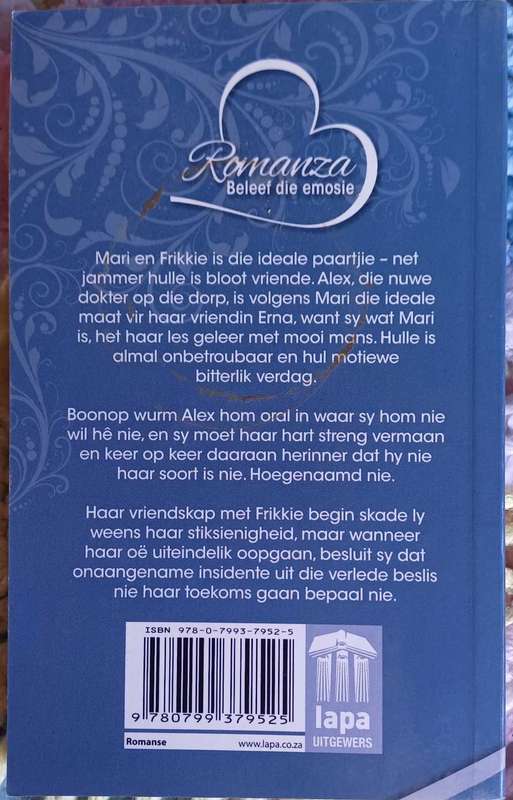 Romanza
Beleef die emosie
Mari en Frikkie is die ideale paartjie – net
jammer hulle is bloot vriende. Alex, die nuwe
dokter op die dorp, is volgens Mari die ideale
maat vir haar vriendin Erna, want sy wat Mari
is, het haar les geleer met mooi mans. Hulle is
almal onbetroubaar en hul motiewe
bitterlik verdag.
Boonop wurm Alex hom oral in waar sy hom nie
wil hê nie, en sy moet haar hart streng vermaan
en keer op keer daaraan herinner dat hy nie
haar soort is nie. Hoegenaamd nie.
Haar vriendskap met Frikkie begin skade ly
weens haar stiksienigheid, maar wanneer
haar oë uiteindelik oopgaan, besluit sy dat
onaangename insidente uit die verlede beslis
nie haar toekoms gaan bepaal nie.
ISBN 978-0-7993-7952-5
9 780799 379525
Romanse www.lapa.co.za
lapa
UITGEWERS